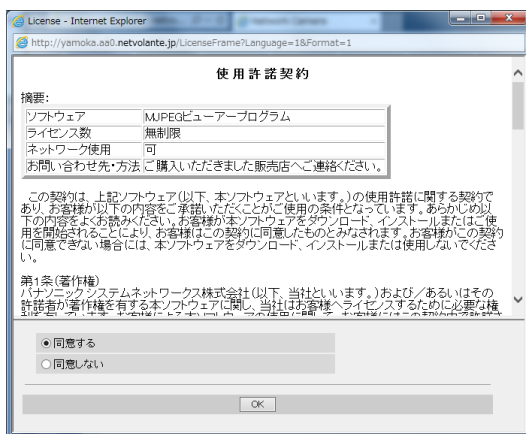 License - Internet Explorer
http://yamoka.aa0.netvolante.jp/LicenseFrame?Language=1&Format=1
使用許諾契約
摘要:
ソフトウェア MJPEGビューアープログラム
ライセンス数 無制限
ネットワーク使用 可
お問い合わせ先・方法 ご購入いただきました販売店へご連絡ください。
この契約は、上記ソフトウェア(以下、本ソフトウェアといいます。)の使用許諾に関する契約で
あり、お客様が以下の内容をご承諾いただくことがご使用の条件となっています。あらかじめ以
下の内容をよくお読みください。お客様が本ソフトウェアをダウンロード、インストールまたはご使
用を開始されることにより、お客様はこの契約に同意したものとみなされます。お客様がこの契約
に同意できない場合には、本ソフトウェアをダウンロード、インストールまたは使用しないでくださ
い。
第1条(著作権)
パナソニックシステムネットワークス株式会社(以下、当社といいます。)および/あるいはその
許諾者が著作権を有する本ソフトウェアに関し、当社はお客様へライセンスするために必要な権
同意する
同意しない
OK